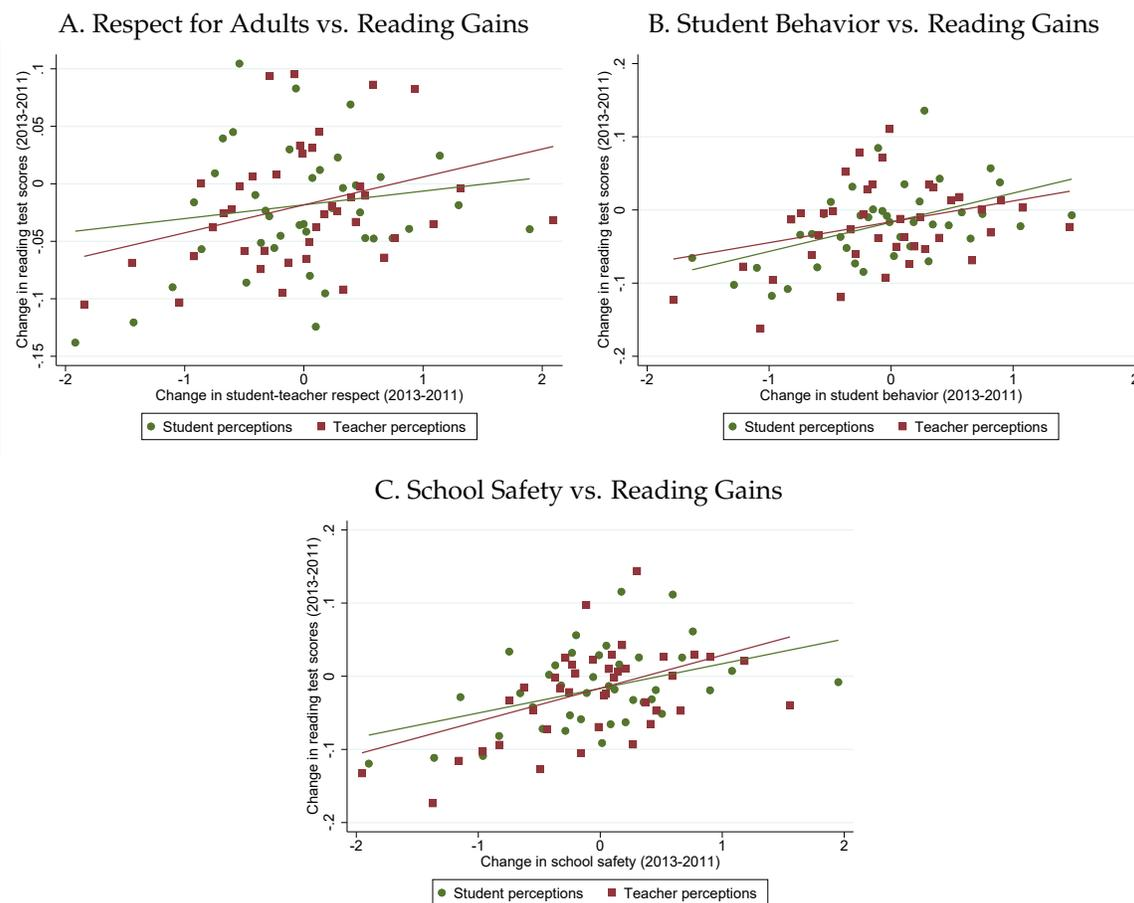 A. Respect for Adults vs. Reading Gains
Change in reading test scores (2013-2011)
.1
.05
0
-.05
-.1
-.15
-2
-1
0
1
2
Change in student-teacher respect (2013-2011)
Student perceptions
Teacher perceptions
B. Student Behavior vs. Reading Gains
Change in reading test scores (2013-2011)
.2
.1
0
-.1
-.2
-2
-1
0
1
2
Change in student behavior (2013-2011)
Student perceptions
Teacher perceptions
C. School Safety vs. Reading Gains
Change in reading test scores (2013-2011)
.2
.1
0
-.1
-.2
-2
-1
0
1
2
Change in school safety (2013-2011)
Student perceptions
Teacher perceptions